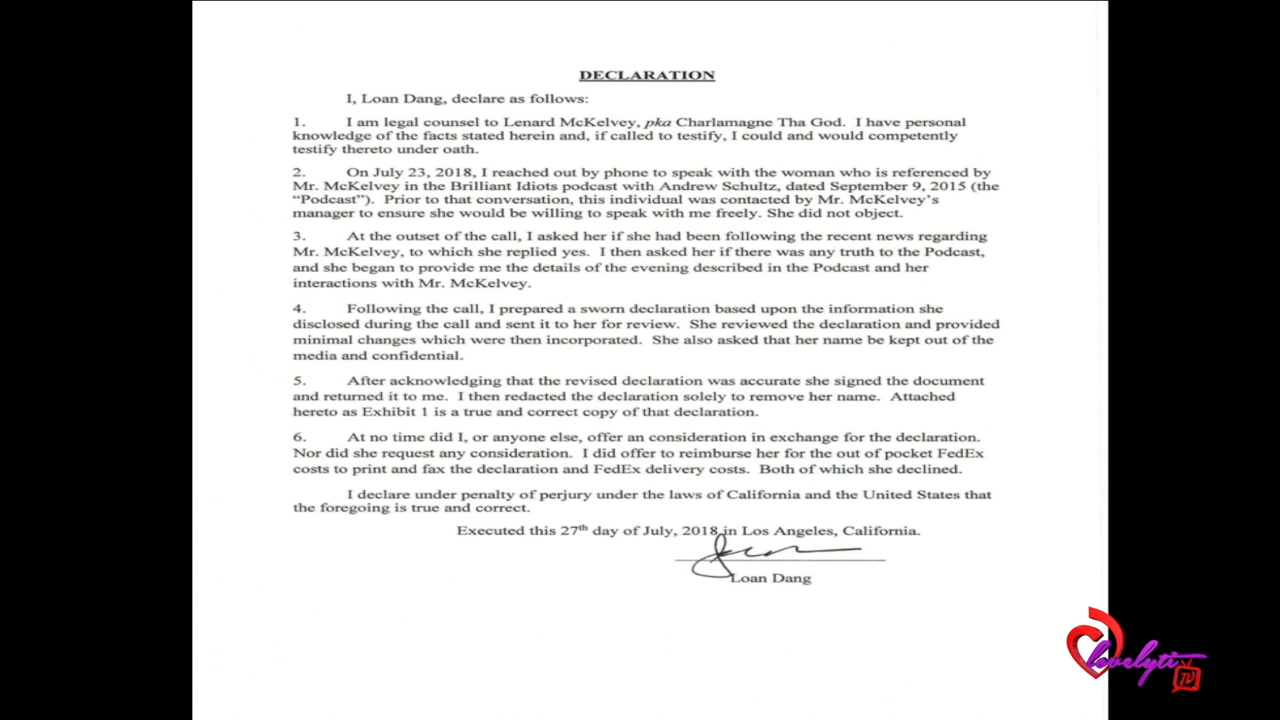 DECLARATION
I, Loan Dang, declare as follows:
1. I am legal counsel to Lenard McKelvey, pka Charlamagne Tha God. I have personal
knowledge of the facts stated herein and, if called to testify, I could and would competently
testify thereto under oath.
2. On July 23, 2018, I reached out by phone to speak with the woman who is referenced by
Mr. McKelvey in the Brilliant Idiots podcast with Andrew Schultz, dated September 9, 2015 (the
“Podcast”). Prior to that conversation, this individual was contacted by Mr. McKelvey’s
manager to ensure she would be willing to speak with me freely. She did not object.
3. At the outset of the call, I asked her if she had been following the recent news regarding
Mr. McKelvey, to which she replied yes. I then asked her if there was any truth to the Podcast,
and she began to provide me the details of the evening described in the Podcast and her
interactions with Mr. McKelvey.
4. Following the call, I prepared a sworn declaration based upon the information she
disclosed during the call and sent it to her for review. She reviewed the declaration and provided
minimal changes which were then incorporated. She also asked that her name be kept out of the
media and confidential.
5. After acknowledging that the revised declaration was accurate she signed the document
and returned it to me. I then redacted the declaration solely to remove her name. Attached
hereto as Exhibit 1 is a true and correct copy of that declaration.
6. At no time did I, or anyone else, offer an consideration in exchange for the declaration.
Nor did she request any consideration. I did offer to reimburse her for the out of pocket FedEx
costs to print and fax the declaration and FedEx delivery costs. Both of which she declined.
I declare under penalty of perjury under the laws of California and the United States that
the foregoing is true and correct.
Executed this 27th day of July, 2018 in Los Angeles, California.
Loan Dang
lovelyti
TV